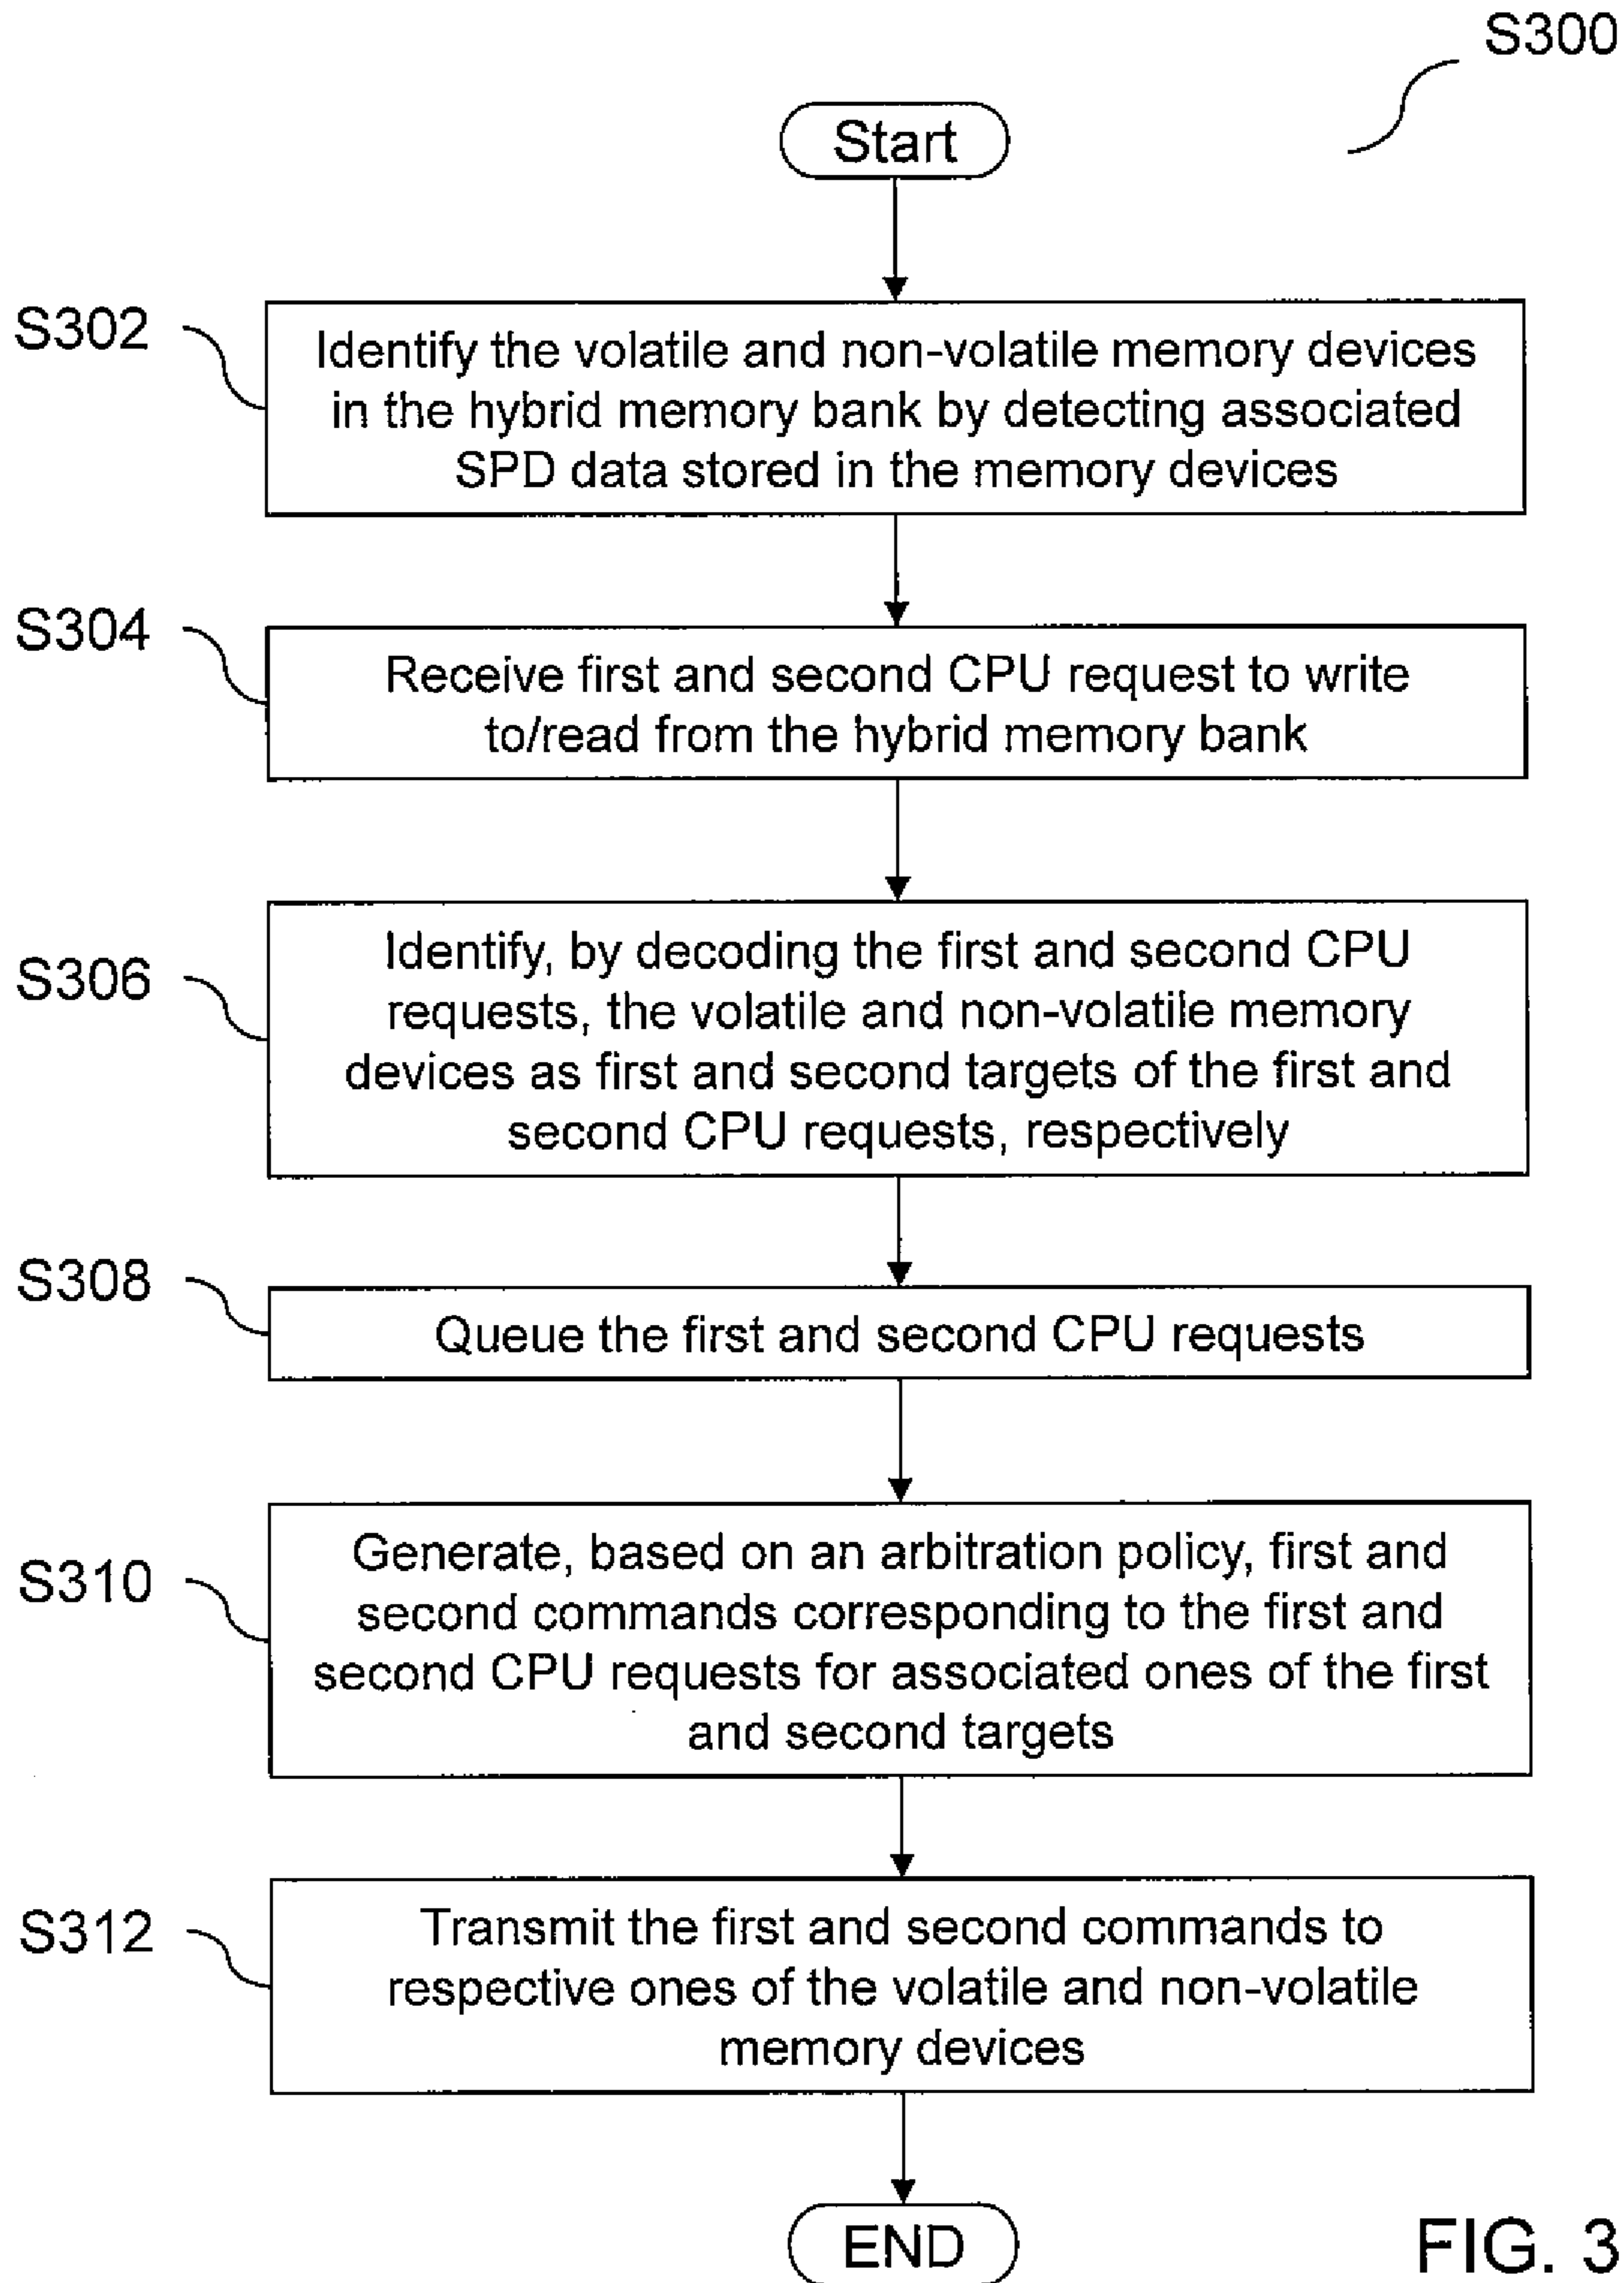 S300
Start
S302
Identify the volatile and non-volatile memory devices
in the hybrid memory bank by detecting associated
SPD data stored in the memory devices
S304
Receive first and second CPU request to write
to/read from the hybrid memory bank
S306
Identify, by decoding the first and second CPU
requests, the volatile and non-volatile memory
devices as first and second targets of the first and
second CPU requests, respectively
S308
Queue the first and second CPU requests
S310
Generate, based on an arbitration policy, first and
second commands corresponding to the first and
second CPU requests for associated ones of the first
and second targets
S312
Transmit the first and second commands to
respective ones of the volatile and non-volatile
memory devices
END
FIG. 3